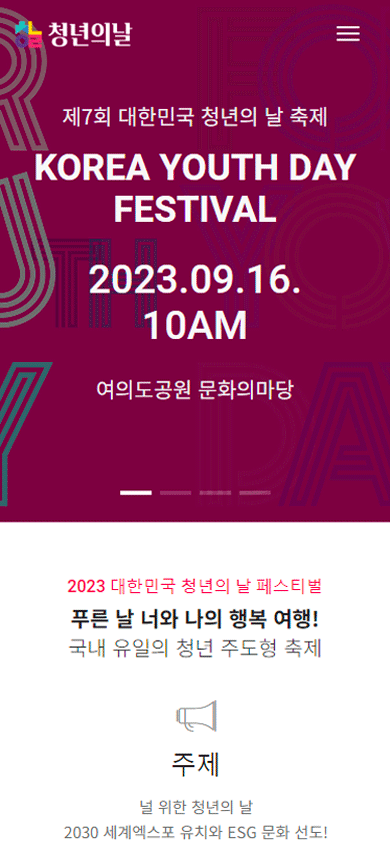 청년의날
제7회 대한민국 청년의 날 축제
KOREA YOUTH DAY
FESTIVAL
2023.09.16.
10AM
여의도공원 문화의마당
2023 대한민국 청년의 날 페스티벌
푸른 날 너와 나의 행복 여행!
국내 유일의 청년 주도형 축제
주제
널 위한 청년의 날
2030 세계엑스포 유치와 ESG 문화 선도!